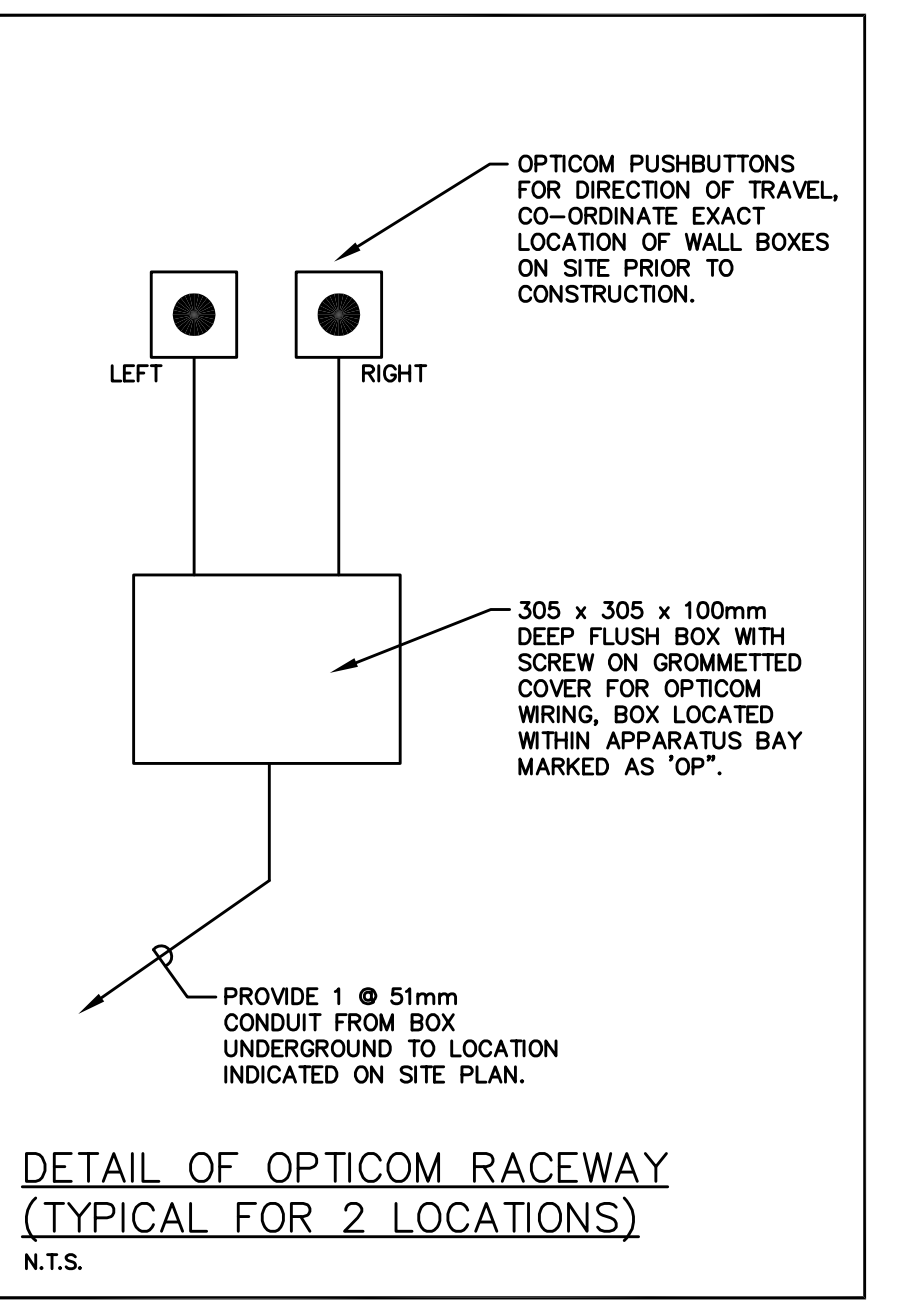 OPTICOM PUSHBUTTONS
FOR DIRECTION OF TRAVEL,
CO-ORDINATE EXACT
LOCATION OF WALL BOXES
ON SITE PRIOR TO
CONSTRUCTION.
LEFT
RIGHT
305 x 305 x 100mm
DEEP FLUSH BOX WITH
SCREW ON GROMMETTED
COVER FOR OPTICOM
WIRING, BOX LOCATED
WITHIN APPARATUS BAY
MARKED AS 'OP".
PROVIDE 1 @ 51mm
CONDUIT FROM BOX
UNDERGROUND TO LOCATION
INDICATED ON SITE PLAN.
DETAIL OF OPTICOM RACEWAY
(TYPICAL FOR 2 LOCATIONS)
N.T.S.